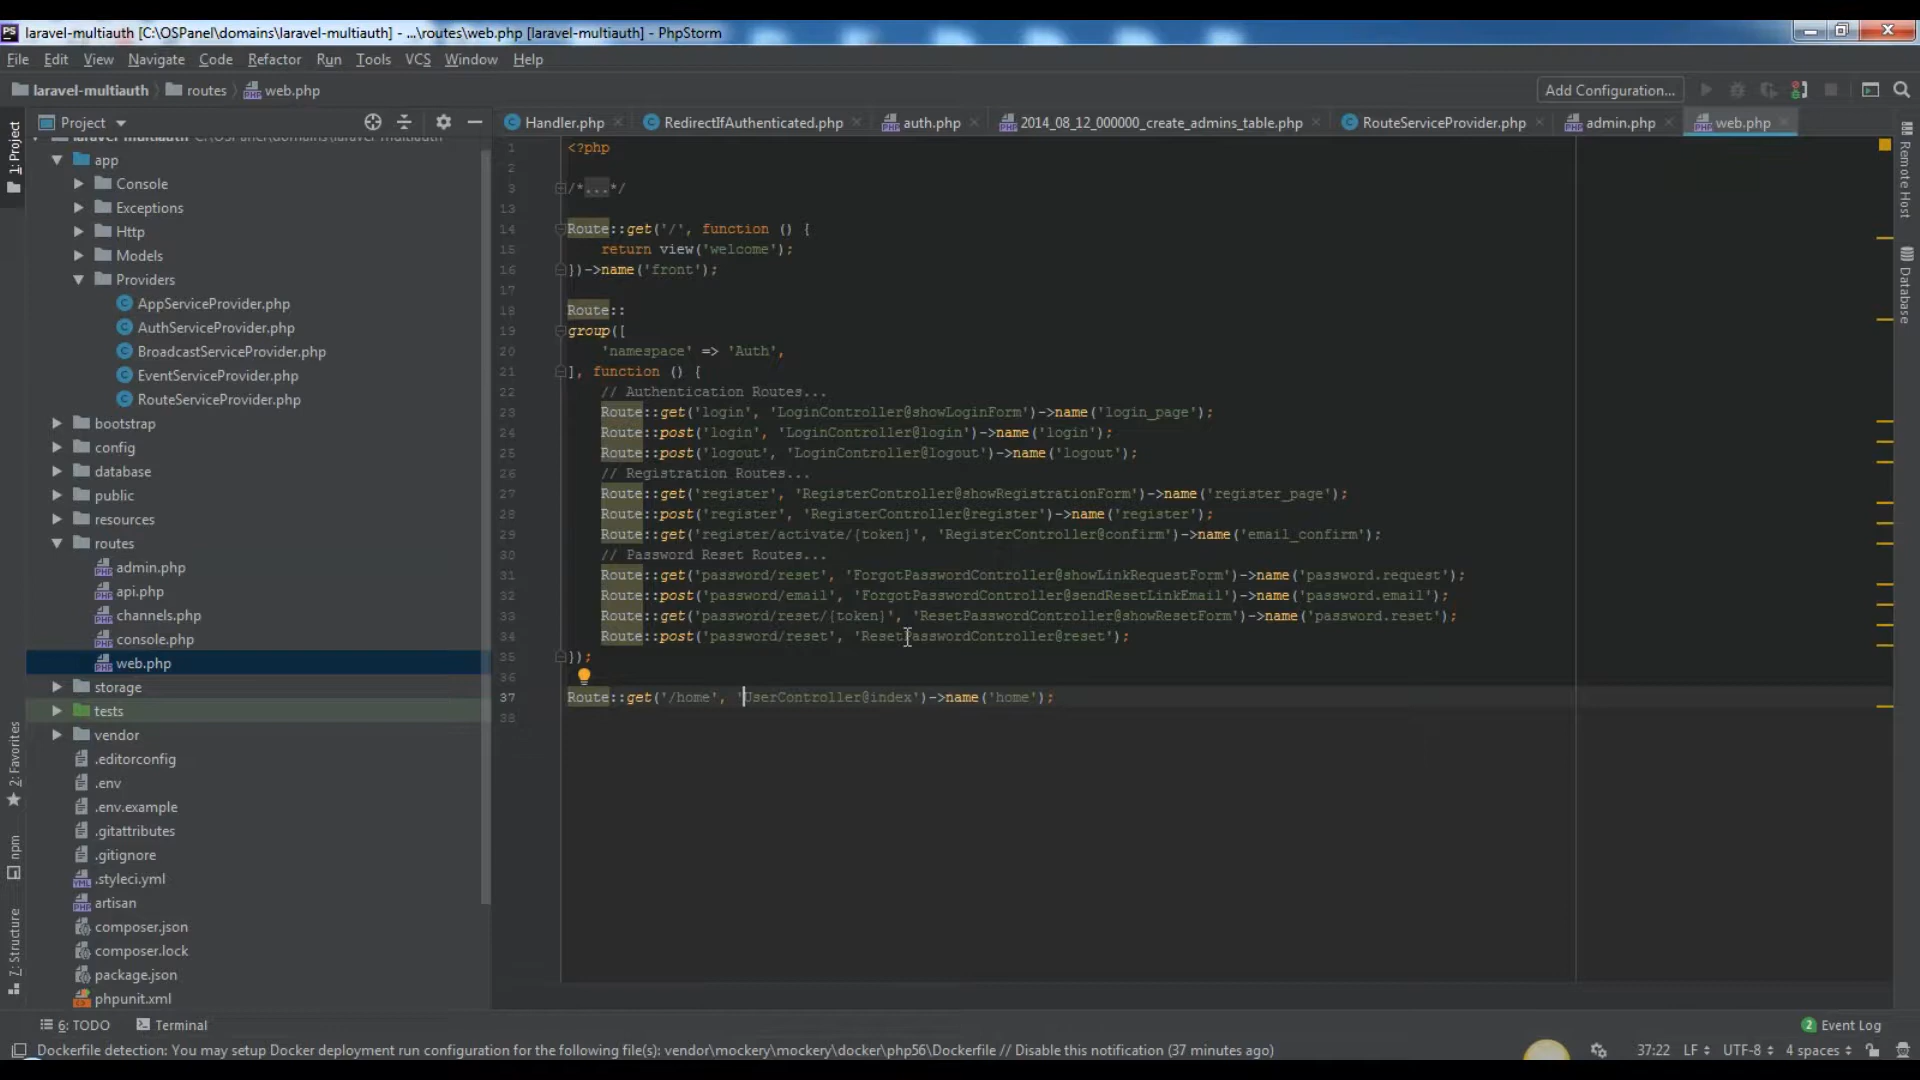 laravel-multiauth [C:\OSPanel\domains\laravel-multiauth] - ...\routes\web.php [laravel-multiauth] - PhpStorm
File Edit View Navigate Code Refactor Run Tools VCS Window Help
laravel-multiauth routes web.php Add Configuration...
Project
Handler.php RedirectIfAuthenticated.php auth.php 2014_08_12_000000_create_admins_table.php RouteServiceProvider.php admin.php web.php
1: Project
2: Favorites
npm
7: Structure
app
Console
Exceptions
Http
Models
Providers
AppServiceProvider.php
AuthServiceProvider.php
BroadcastServiceProvider.php
EventServiceProvider.php
RouteServiceProvider.php
bootstrap
config
database
public
resources
routes
admin.php
api.php
channels.php
console.php
web.php
storage
tests
vendor
.editorconfig
.env
.env.example
.gitattributes
.gitignore
.styleci.yml
artisan
composer.json
composer.lock
package.json
phpunit.xml
1 <?php
2
3 /*...*/
13
14 Route::get('/', function () {
15 return view('welcome');
16 })->name('front');
17
18 Route::
19 group([
20 'namespace' => 'Auth',
21 ], function () {
22 // Authentication Routes...
23 Route::get('login', 'LoginController@showLoginForm')->name('login_page');
24 Route::post('login', 'LoginController@login')->name('login');
25 Route::post('logout', 'LoginController@logout')->name('logout');
26 // Registration Routes...
27 Route::get('register', 'RegisterController@showRegistrationForm')->name('register_page');
28 Route::post('register', 'RegisterController@register')->name('register');
29 Route::get('register/activate/{token}', 'RegisterController@confirm')->name('email_confirm');
30 // Password Reset Routes...
31 Route::get('password/reset', 'ForgotPasswordController@showLinkRequestForm')->name('password.request');
32 Route::post('password/email', 'ForgotPasswordController@sendResetLinkEmail')->name('password.email');
33 Route::get('password/reset/{token}', 'ResetPasswordController@showResetForm')->name('password.reset');
34 Route::post('password/reset', 'ResetPasswordController@reset');
35 });
36
37 Route::get('/home', 'UserController@index')->name('home');
38
Remote Host
Database
6: TODO Terminal 2 Event Log
Dockerfile detection: You may setup Docker deployment run configuration for the following file(s): vendor\mockery\mockery\docker\php56\Dockerfile // Disable this notification (37 minutes ago) 37:22 LF UTF-8 4 spaces